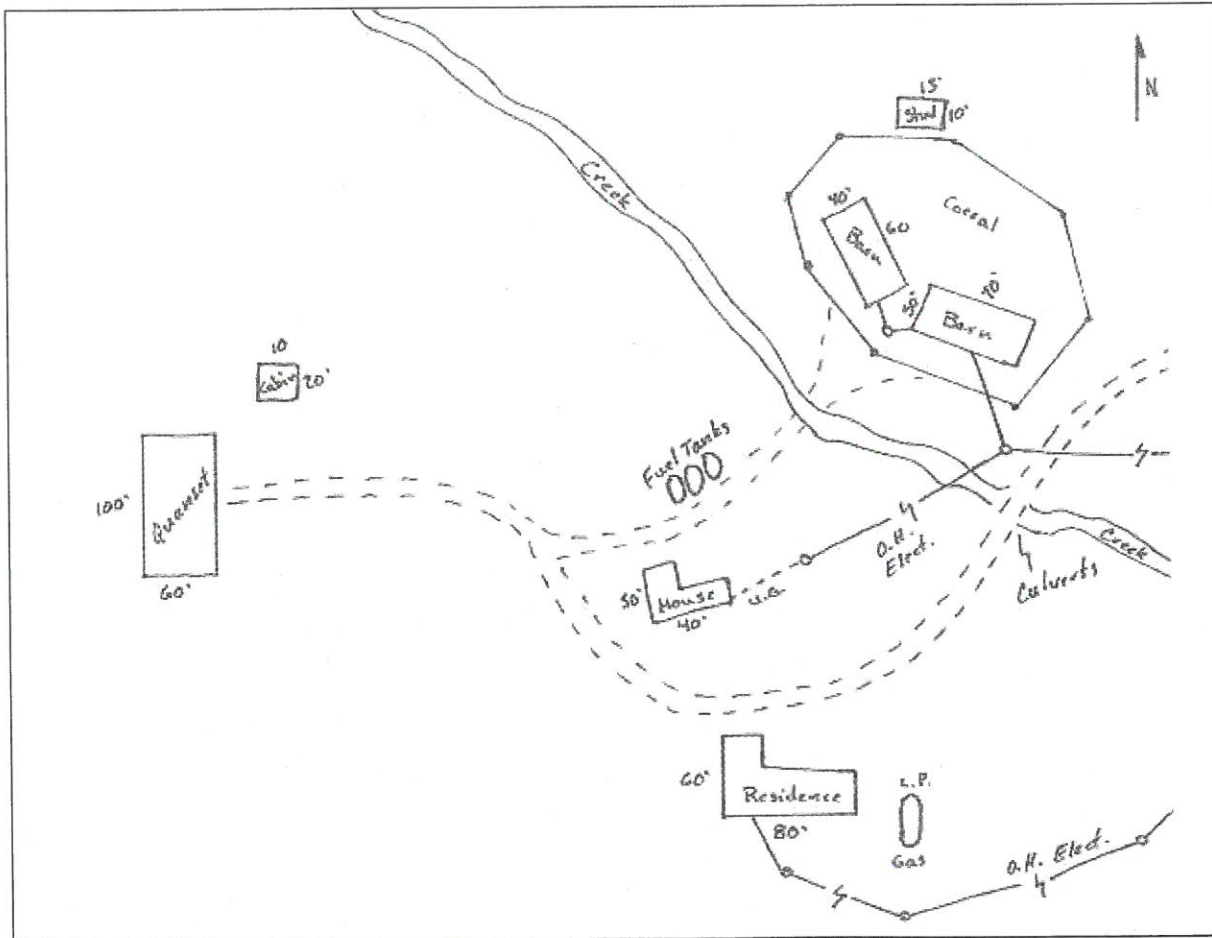 N
15'
Shed
10'
Creek
40'
60
Barn
Corral
50'
90'
Barn
10
Cabin
20'
Fuel Tanks
100'
Quanset
60'
O.H.
Elect.
Creek
Culverts
50'
House
40'
U.G.
60'
Residence
80'
L.P.
Gas
O.H. Elect.